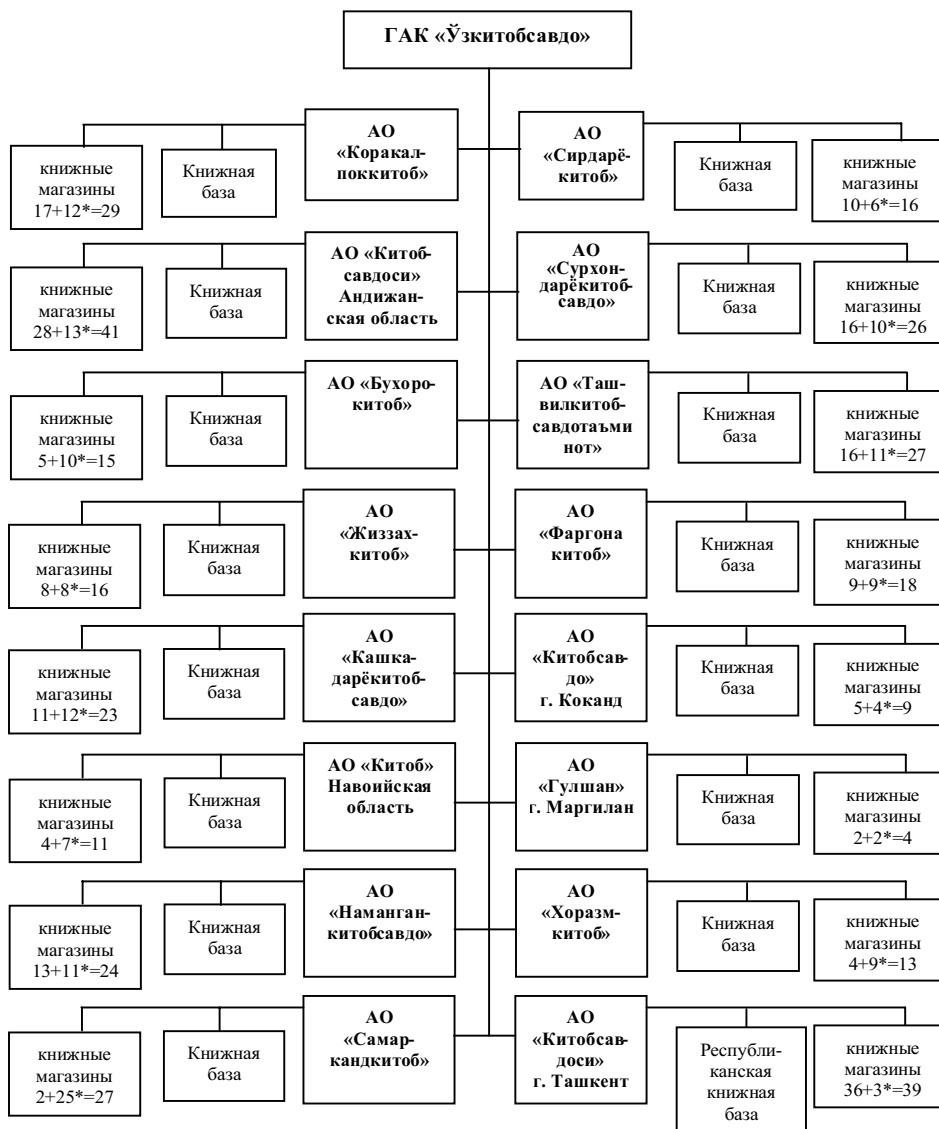 ГАК «Ўзкитобсавдо»
книжные
магазины
17+12*=29
Книжная
база
АО
«Коракал-
поккитоб»
АО
«Сирдарё-
китоб»
Книжная
база
книжные
магазины
10+6*=16
книжные
магазины
28+13*=41
Книжная
база
АО «Китоб-
савдоси»
Андижан-
ская область
АО
«Сурхон-
дарёкитоб-
савдо»
Книжная
база
книжные
магазины
16+10*=26
книжные
магазины
5+10*=15
Книжная
база
АО «Бухоро-
китоб»
АО «Таш-
вилкитоб-
савдотаъми
нот»
Книжная
база
книжные
магазины
16+11*=27
книжные
магазины
8+8*=16
Книжная
база
АО
«Жиззах-
китоб»
АО
«Фаргона
китоб»
Книжная
база
книжные
магазины
9+9*=18
книжные
магазины
11+12*=23
Книжная
база
АО
«Кашка-
дарёкитоб-
савдо»
АО
«Китобсав-
до»
г. Коканд
Книжная
база
книжные
магазины
5+4*=9
книжные
магазины
4+7*=11
Книжная
база
АО «Китоб»
Навоийская
область
АО
«Гулшан»
г. Маргилан
Книжная
база
книжные
магазины
2+2*=4
книжные
магазины
13+11*=24
Книжная
база
АО
«Наманган-
китобсавдо»
АО
«Хоразм-
китоб»
Книжная
база
книжные
магазины
4+9*=13
книжные
магазины
2+25*=27
Книжная
база
АО
«Самар-
кандкитоб»
АО
«Китобсав-
доси»
г. Ташкент
Республи-
канская
книжная
база
книжные
магазины
36+3*=39